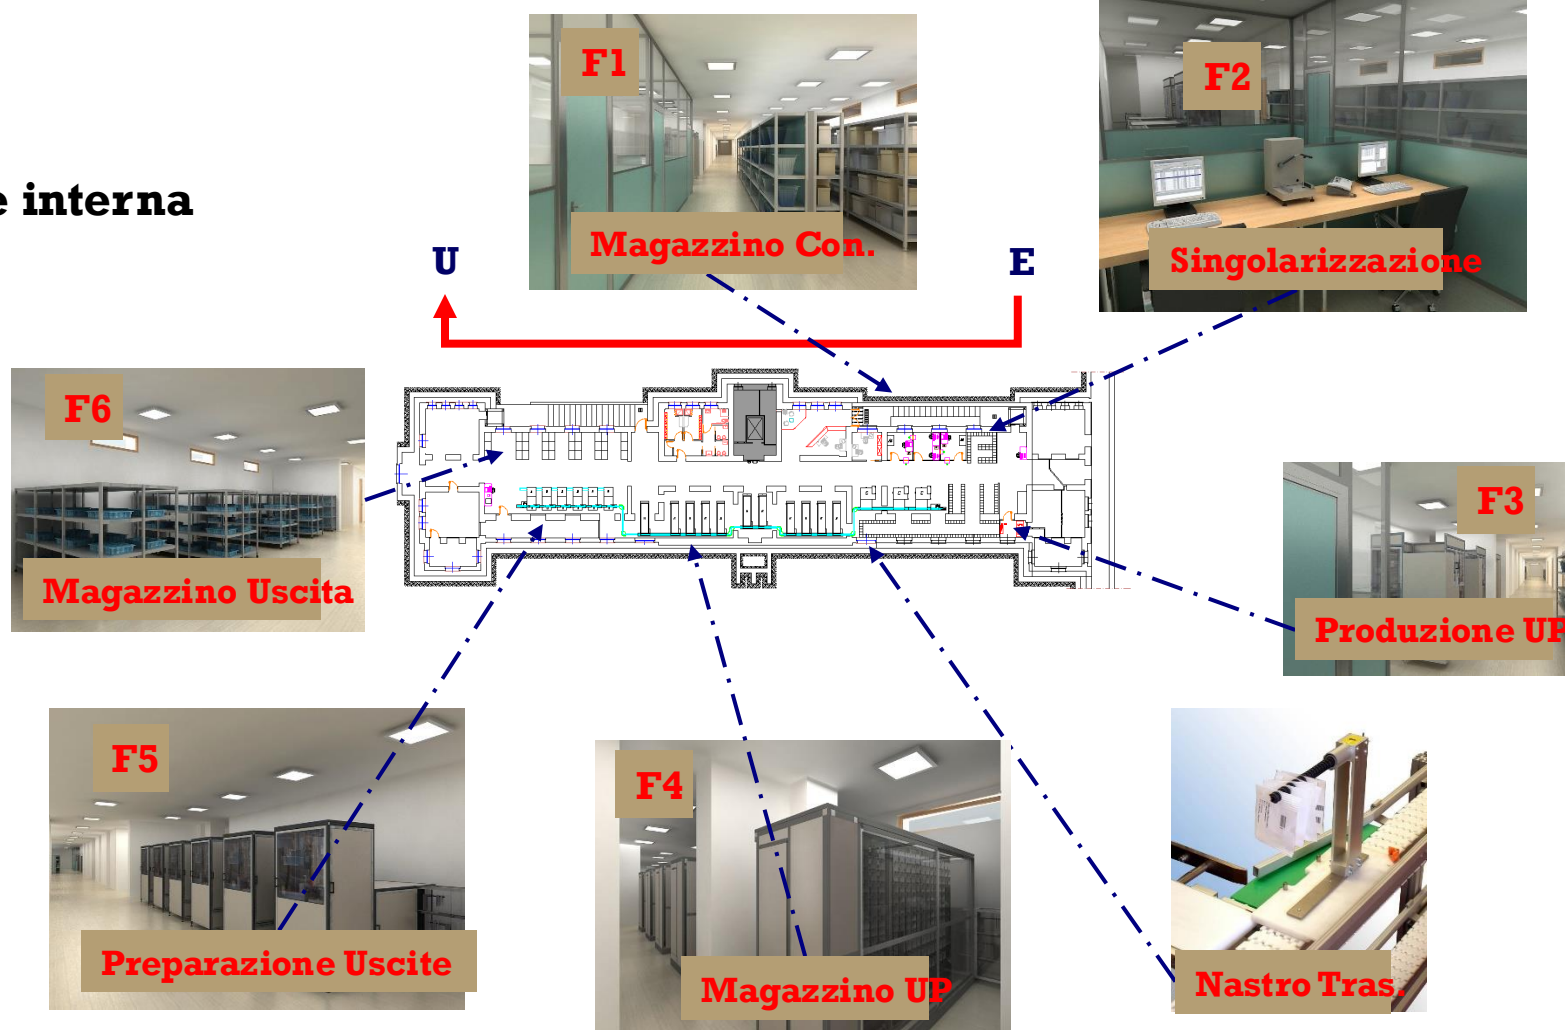 F1
F2
e interna
Magazzino Con.
U
E
Singolarizzazione
F6
F3
Magazzino Uscita
Produzione UP
F5
F4
Preparazione Uscite
Magazzino UP
Nastro Tras.